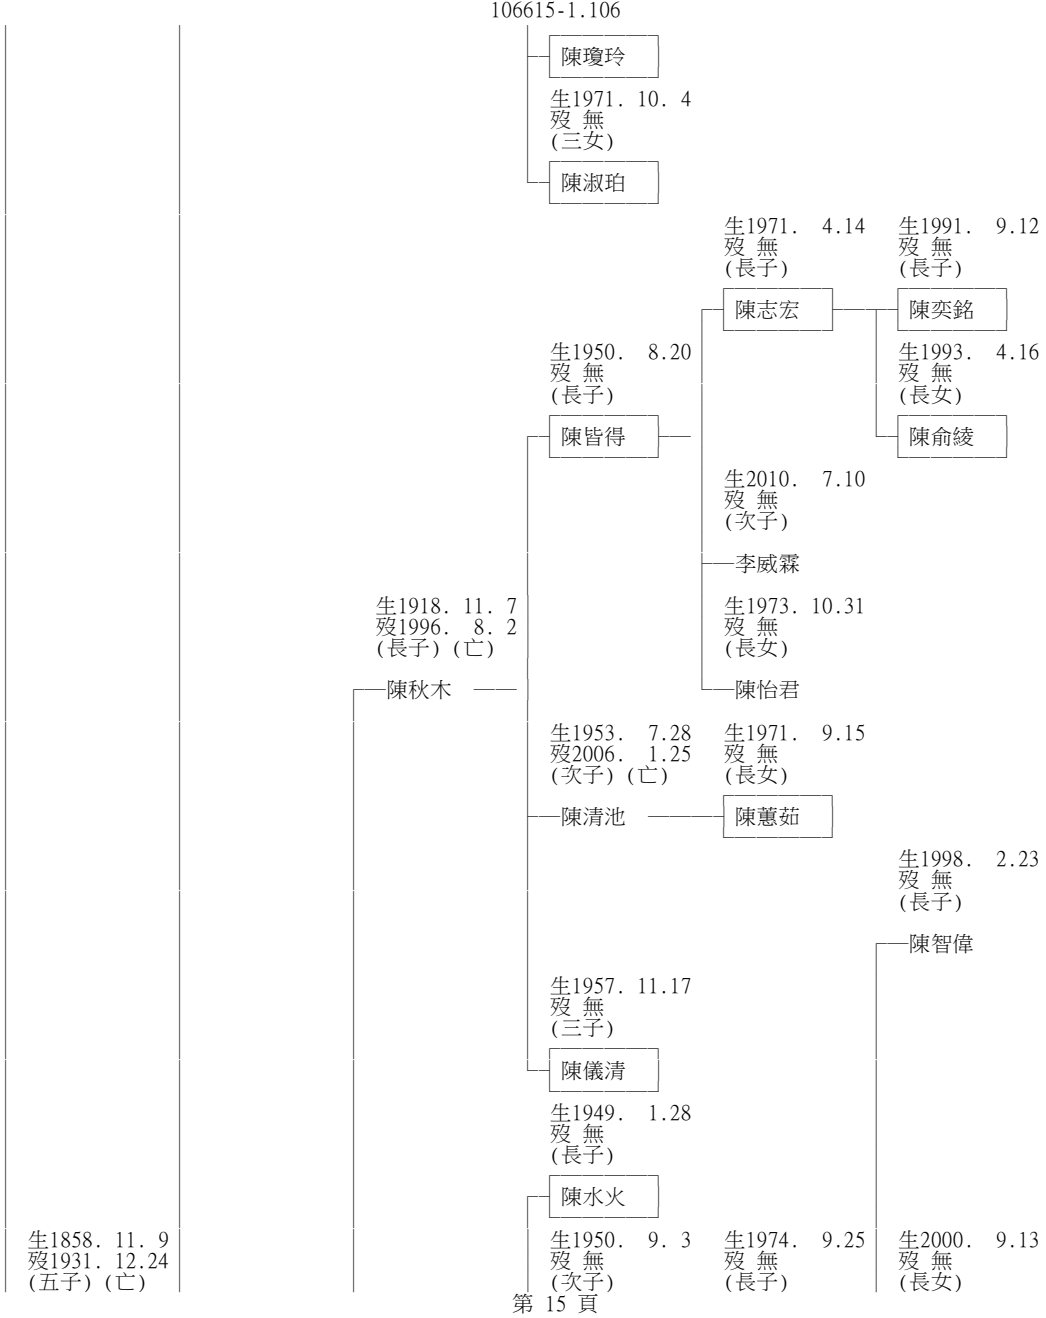 106615-1.106
陳瓊玲
生1971. 10. 4
歿 無
(三女)
陳淑珀
生1971.  4.14  生1991.  9.12
歿 無  歿 無
(長子)  (長子)
陳志宏  陳奕銘
生1950.  8.20  生1993.  4.16
歿 無  歿 無
(長子)  (長女)
陳皆得  陳俞綾
生2010.  7.10
歿 無
(次子)
李威霖
生1918. 11. 7  生1973. 10.31
歿1996.  8. 2  歿 無
(長子)(亡)  (長女)
陳秋木  陳怡君
生1953.  7.28  生1971.  9.15
歿2006.  1.25  歿 無
(次子)(亡)  (長女)
陳清池  陳蕙茹
生1998.  2.23
歿 無
(長子)
陳智偉
生1957. 11.17
歿 無
(三子)
陳儀清
生1949.  1.28
歿 無
(長子)
陳水火
生1858. 11. 9  生1950.  9. 3  生1974.  9.25  生2000.  9.13
歿1931. 12.24  歿 無  歿 無  歿 無
(五子)(亡)  (次子)  (長子)  (長女)
第 15 頁